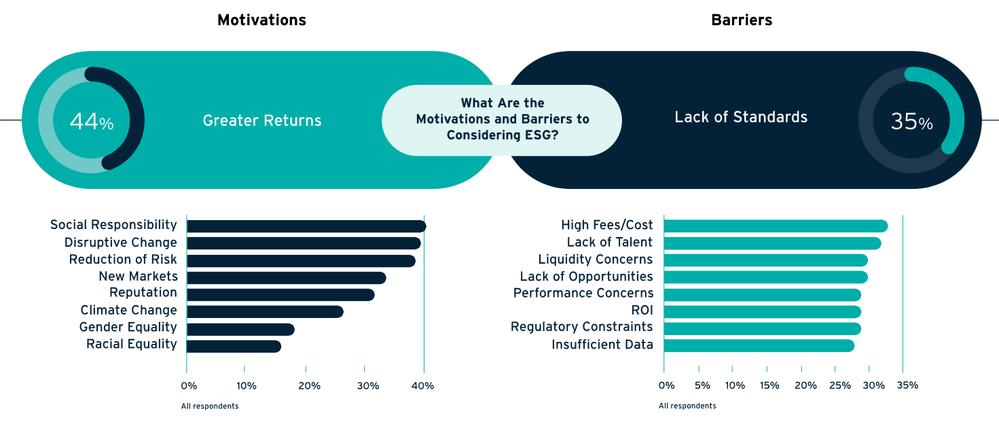 Motivations
Barriers
44%
Greater Returns
What Are the
Motivations and Barriers to
Considering ESG?
Lack of Standards
35%
Social Responsibility
Disruptive Change
Reduction of Risk
New Markets
Reputation
Climate Change
Gender Equality
Racial Equality
0% 10% 20% 30% 40%
All respondents
High Fees/Cost
Lack of Talent
Liquidity Concerns
Lack of Opportunities
Performance Concerns
ROI
Regulatory Constraints
Insufficient Data
0% 5% 10% 15% 20% 25% 30% 35%
All respondents